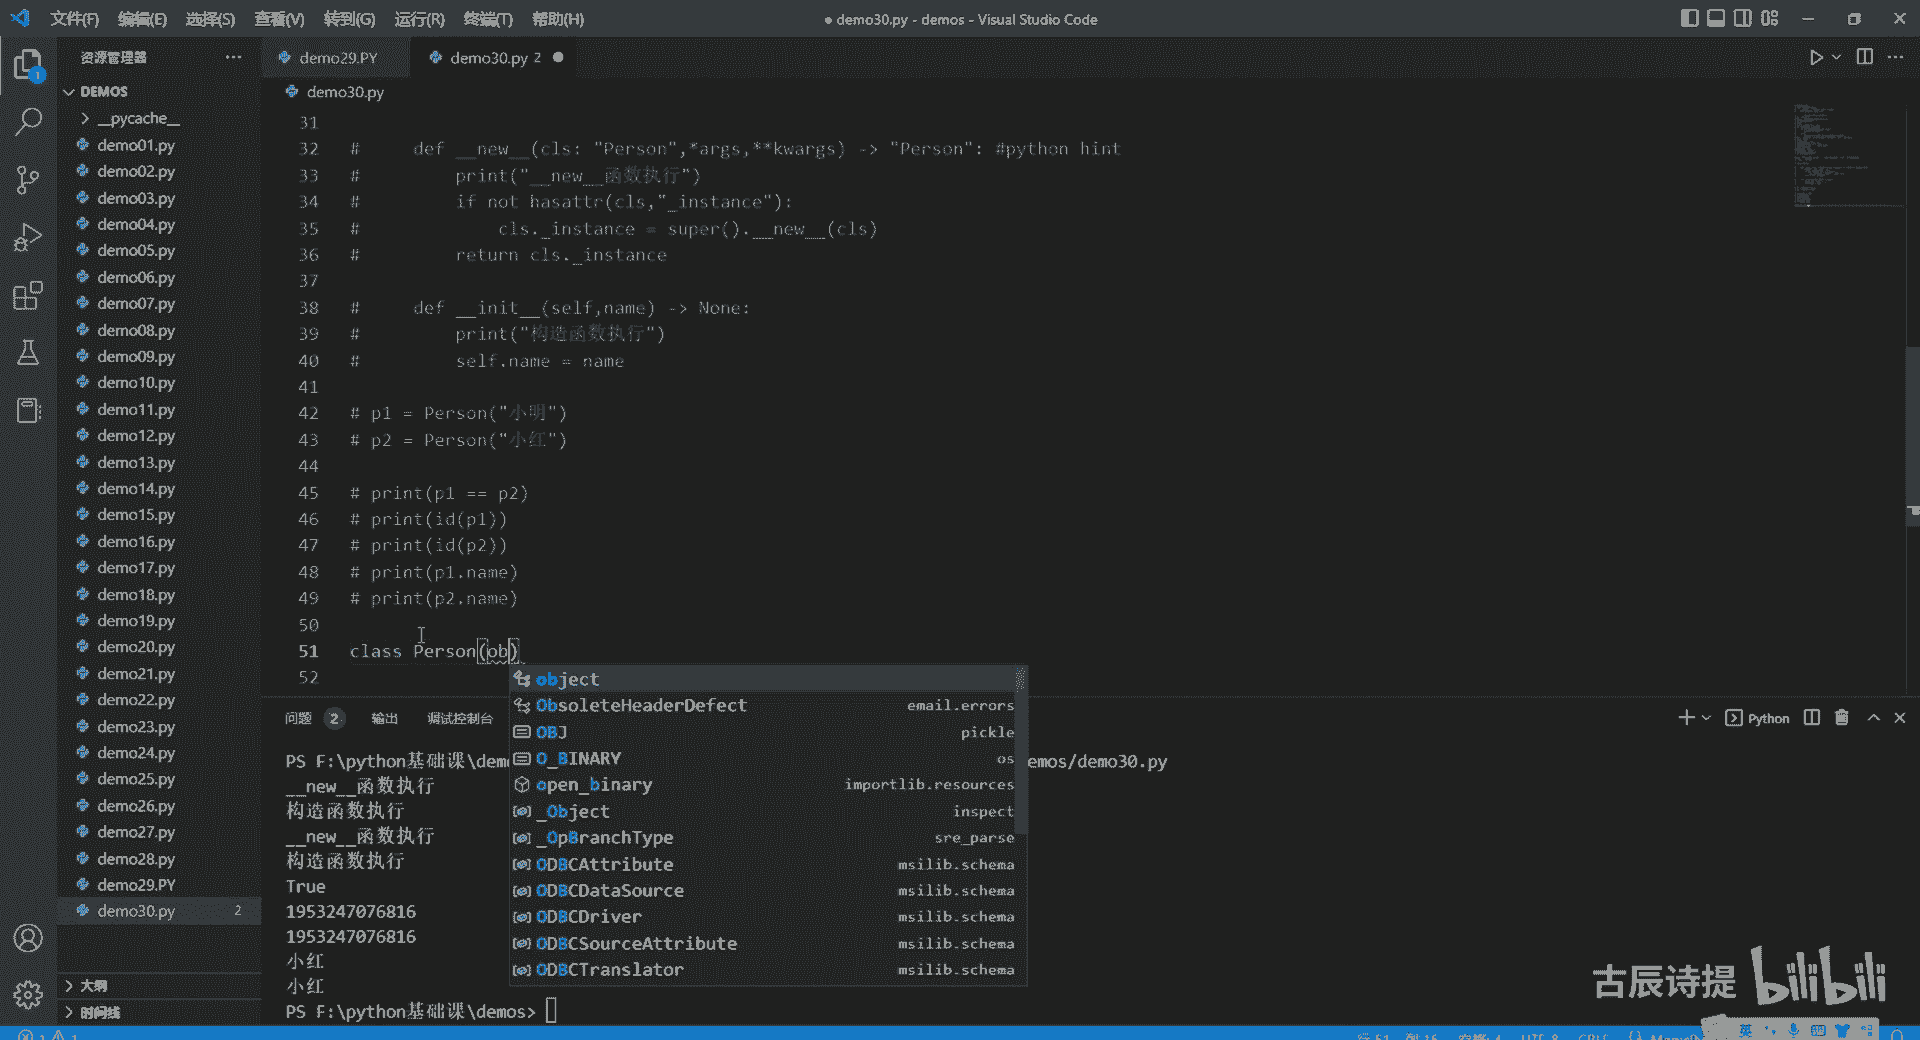 文件(F) 编辑(E) 选择(S) 查看(V) 转到(G) 运行(R) 终端(T) 帮助(H)
● demo30.py - demos - Visual Studio Code
资源管理器
demo29.PY
demo30.py 2
1
DEMOS
demo30.py
__pycache__
demo01.py
demo02.py
demo03.py
demo04.py
demo05.py
demo06.py
demo07.py
demo08.py
demo09.py
demo10.py
demo11.py
demo12.py
demo13.py
demo14.py
demo15.py
demo16.py
demo17.py
demo18.py
demo19.py
demo20.py
demo21.py
demo22.py
demo23.py
demo24.py
demo25.py
demo26.py
demo27.py
demo28.py
demo29.PY
demo30.py 2
大纲
时间线
31
32 # def __new__(cls: "Person",*args,**kwargs) -> "Person": #python hint
33 # print("__new__函数执行")
34 # if not hasattr(cls,"_instance"):
35 # cls._instance = super().__new__(cls)
36 # return cls._instance
37
38 # def __init__(self,name) -> None:
39 # print("构造函数执行")
40 # self.name = name
41
42 # p1 = Person("小明")
43 # p2 = Person("小红")
44
45 # print(p1 == p2)
46 # print(id(p1))
47 # print(id(p2))
48 # print(p1.name)
49 # print(p2.name)
50
51 class Person(ob)
52
object
ObsoleteHeaderDefect email.errors
OBJ pickle
O_BINARY os
open_binary importlib.resources
_Object inspect
_OpBranchType sre_parse
ODBCAttribute msilib.schema
ODBCDataSource msilib.schema
ODBCDriver msilib.schema
ODBCSourceAttribute msilib.schema
ODBCTranslator msilib.schema
问题 2 输出 调试控制台
Python
PS F:\python基础课\dem emos/demo30.py
__new__函数执行
构造函数执行
__new__函数执行
构造函数执行
True
1953247076816
1953247076816
小红
小红
PS F:\python基础课\demos>
古辰诗提 bilibili
英